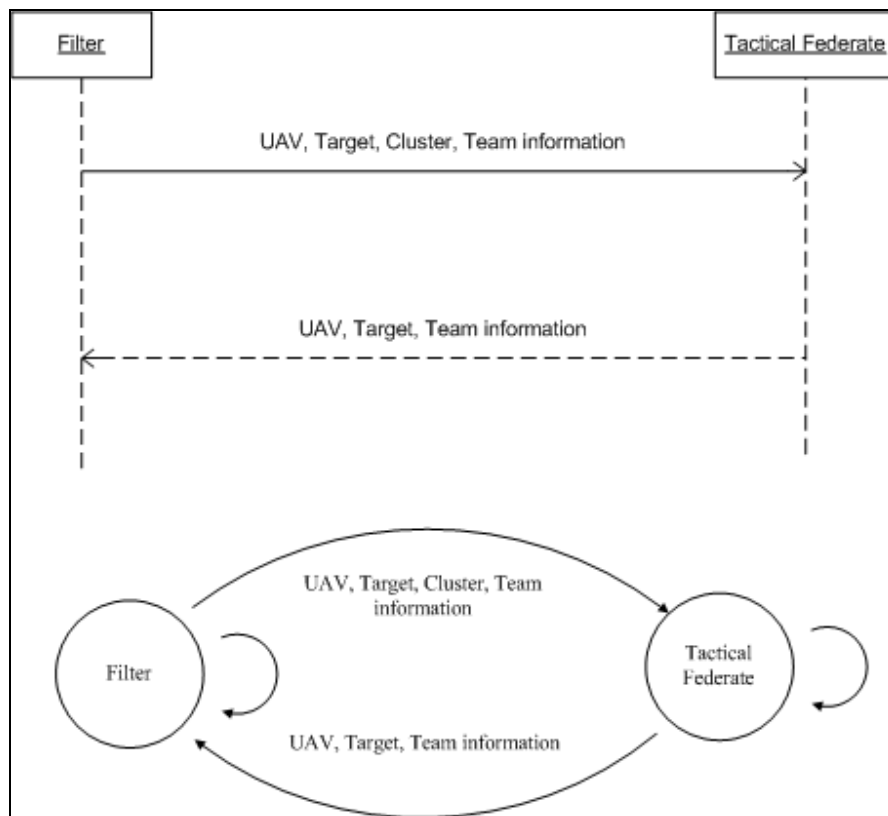 Filter
Tactical Federate
UAV, Target, Cluster, Team information
UAV, Target, Team information
UAV, Target, Cluster, Team
information
Filter
Tactical
Federate
UAV, Target, Team information